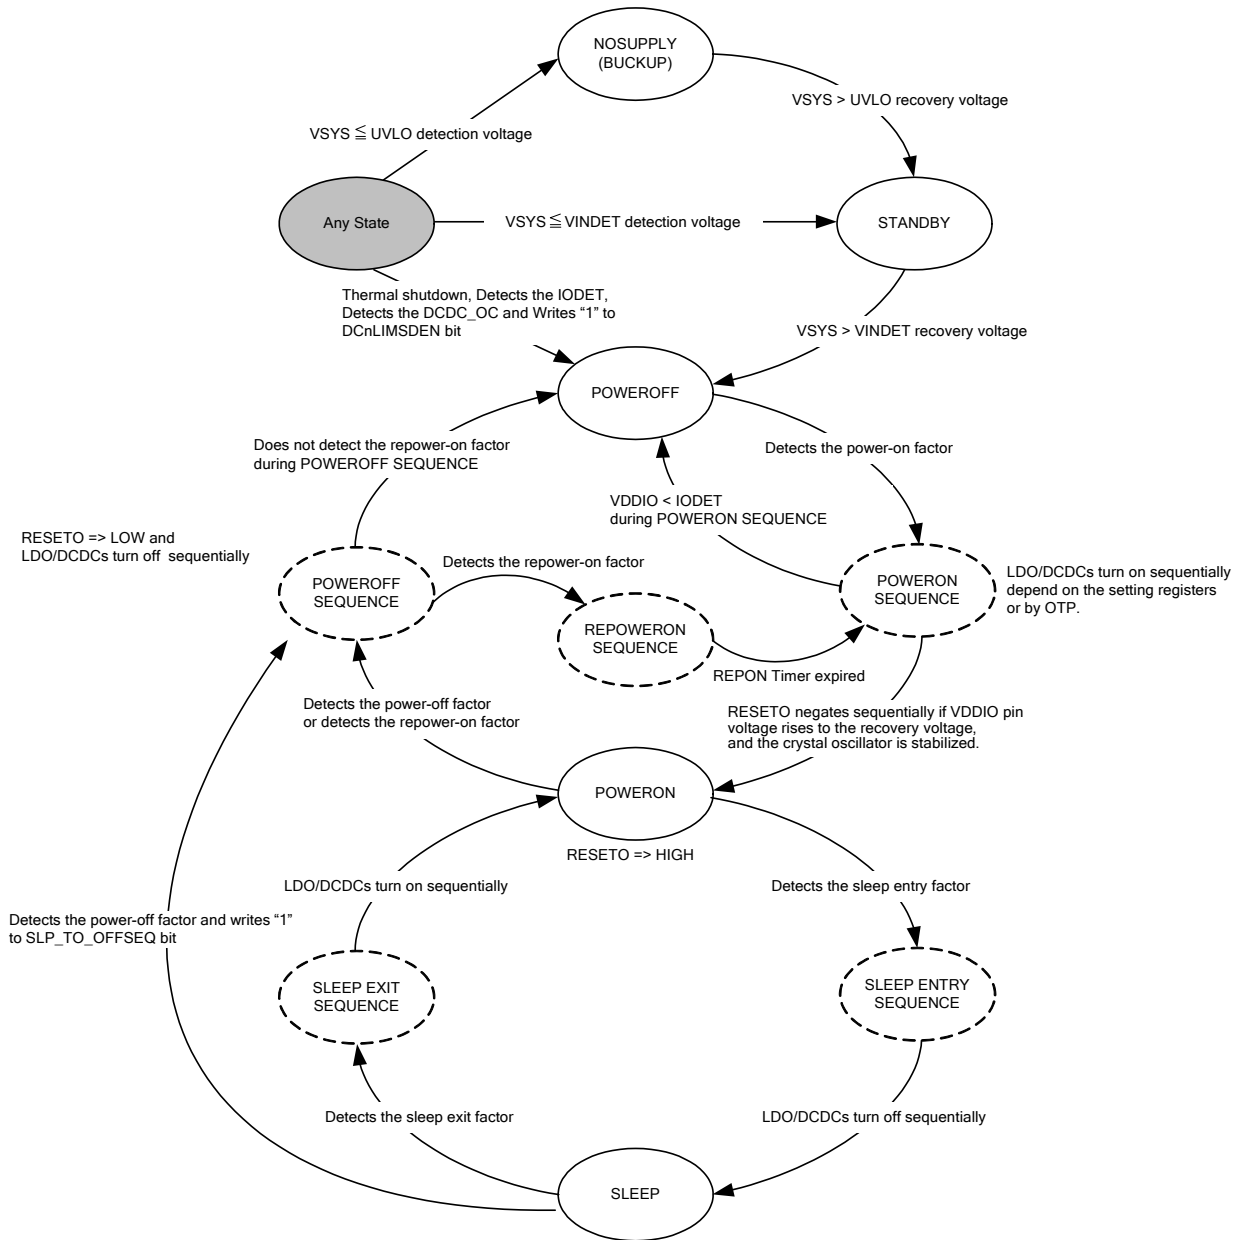 NOSUPPLY
(BUCKUP)
VSYS > UVLO recovery voltage
VSYS ≦ UVLO detection voltage
Any State
VSYS ≦ VINDET detection voltage
STANDBY
Thermal shutdown, Detects the IODET,
Detects the DCDC_OC and Writes “1” to
DCnLIMSDEN bit
VSYS > VINDET recovery voltage
POWEROFF
Does not detect the repower-on factor
during POWEROFF SEQUENCE
Detects the power-on factor
VDDIO < IODET
during POWERON SEQUENCE
RESETO => LOW and
LDO/DCDCs turn off  sequentially
Detects the repower-on factor
POWEROFF
SEQUENCE
POWERON
SEQUENCE
LDO/DCDCs turn on sequentially
depend on the setting registers
or by OTP.
REPOWERON
SEQUENCE
REPON Timer expired
Detects the power-off factor
or detects the repower-on factor
RESETO negates sequentially if VDDIO pin
voltage rises to the recovery voltage,
and the crystal oscillator is stabilized.
POWERON
RESETO => HIGH
LDO/DCDCs turn on sequentially
Detects the sleep entry factor
Detects the power-off factor and writes “1”
to SLP_TO_OFFSEQ bit
SLEEP EXIT
SEQUENCE
SLEEP ENTRY
SEQUENCE
Detects the sleep exit factor
LDO/DCDCs turn off sequentially
SLEEP